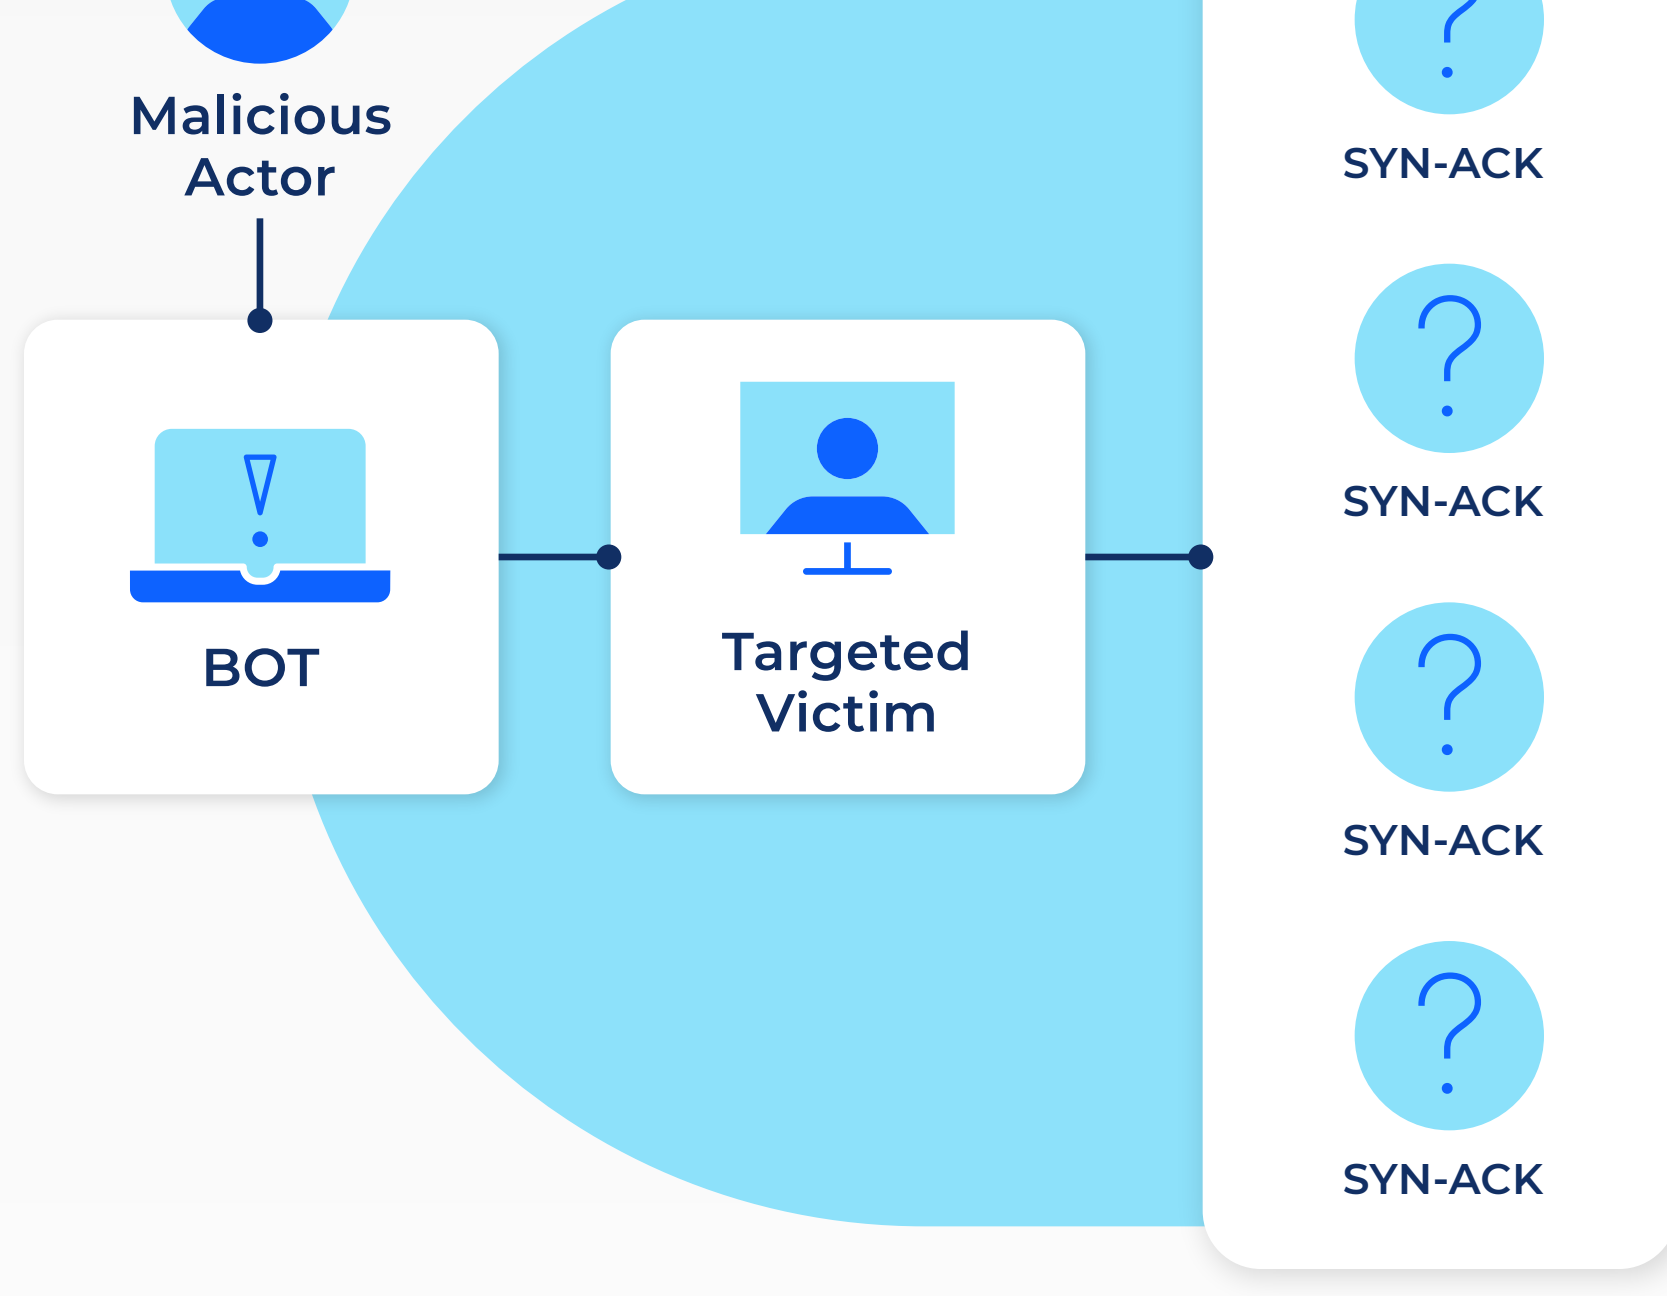 Malicious
Actor
BOT
Targeted
Victim
SYN-ACK
SYN-ACK
SYN-ACK
SYN-ACK